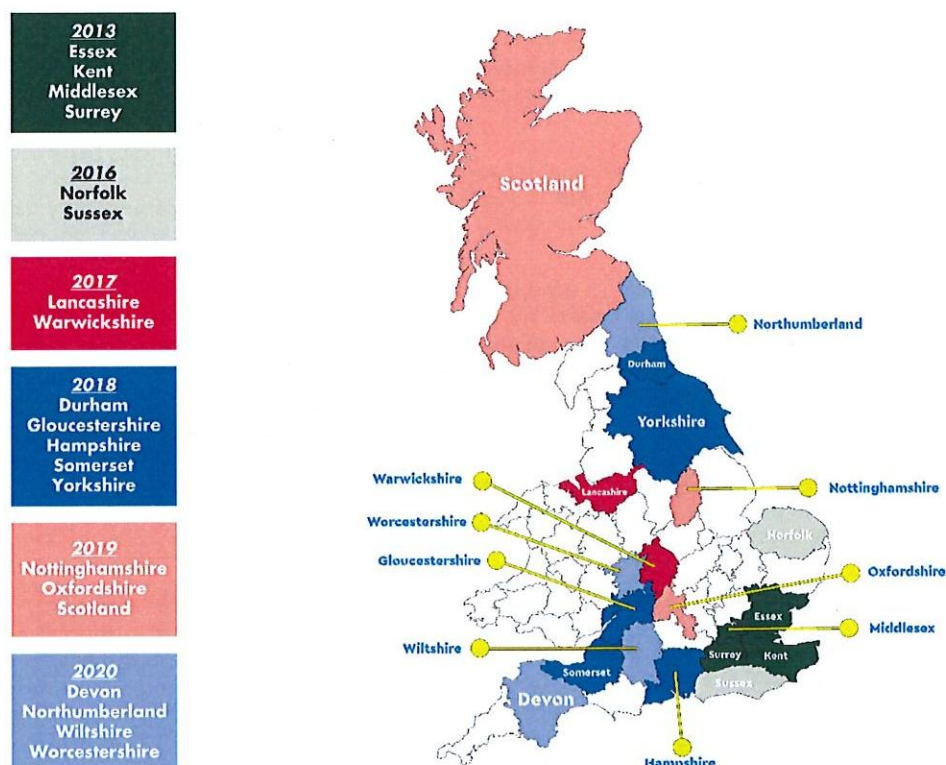 2013
Essex
Kent
Middlesex
Surrey
2016
Norfolk
Sussex
2017
Lancashire
Warwickshire
2018
Durham
Gloucestershire
Hampshire
Somerset
Yorkshire
2019
Nottinghamshire
Oxfordshire
Scotland
2020
Devon
Northumberland
Wiltshire
Worcestershire
Scotland
Northumberland
Durham
Yorkshire
Warwickshire
Lancashire
Nottinghamshire
Worcestershire
Norfolk
Gloucestershire
Oxfordshire
Essex
Middlesex
Wiltshire
Surrey
Kent
Somerset
Sussex
Devon
Hampshire